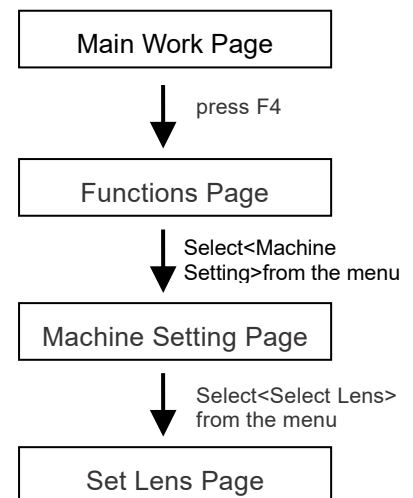 Main Work Page
press F4
Functions Page
Select<Machine
Setting>from the menu
Machine Setting Page
Select<Select Lens>
from the menu
Set Lens Page